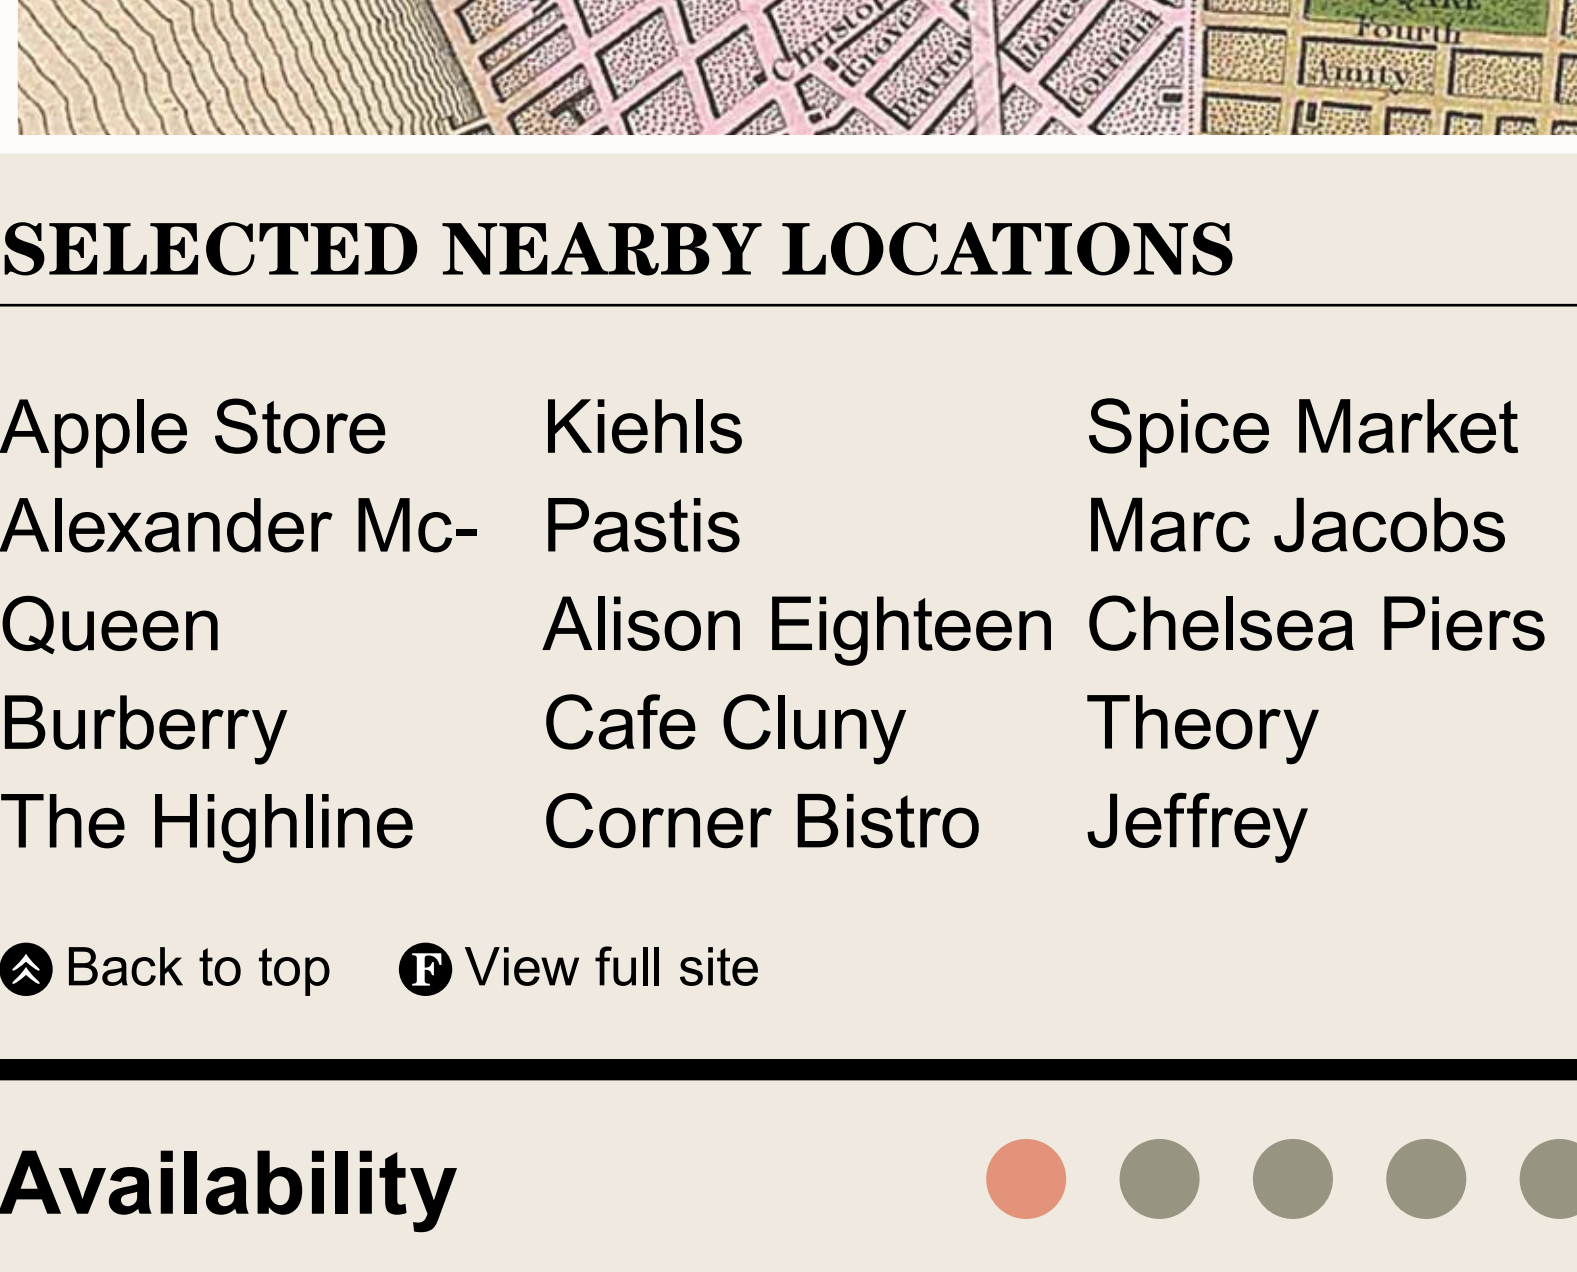 Christo
Grove
Barro
Jones
Cornelia
Fourth
Amity
SELECTED NEARBY LOCATIONS
Apple Store
Alexander Mc-
Queen
Burberry
The Highline
Kiehls
Pastis
Alison Eighteen
Cafe Cluny
Corner Bistro
Spice Market
Marc Jacobs
Chelsea Piers
Theory
Jeffrey
Back to top
F View full site
Availability